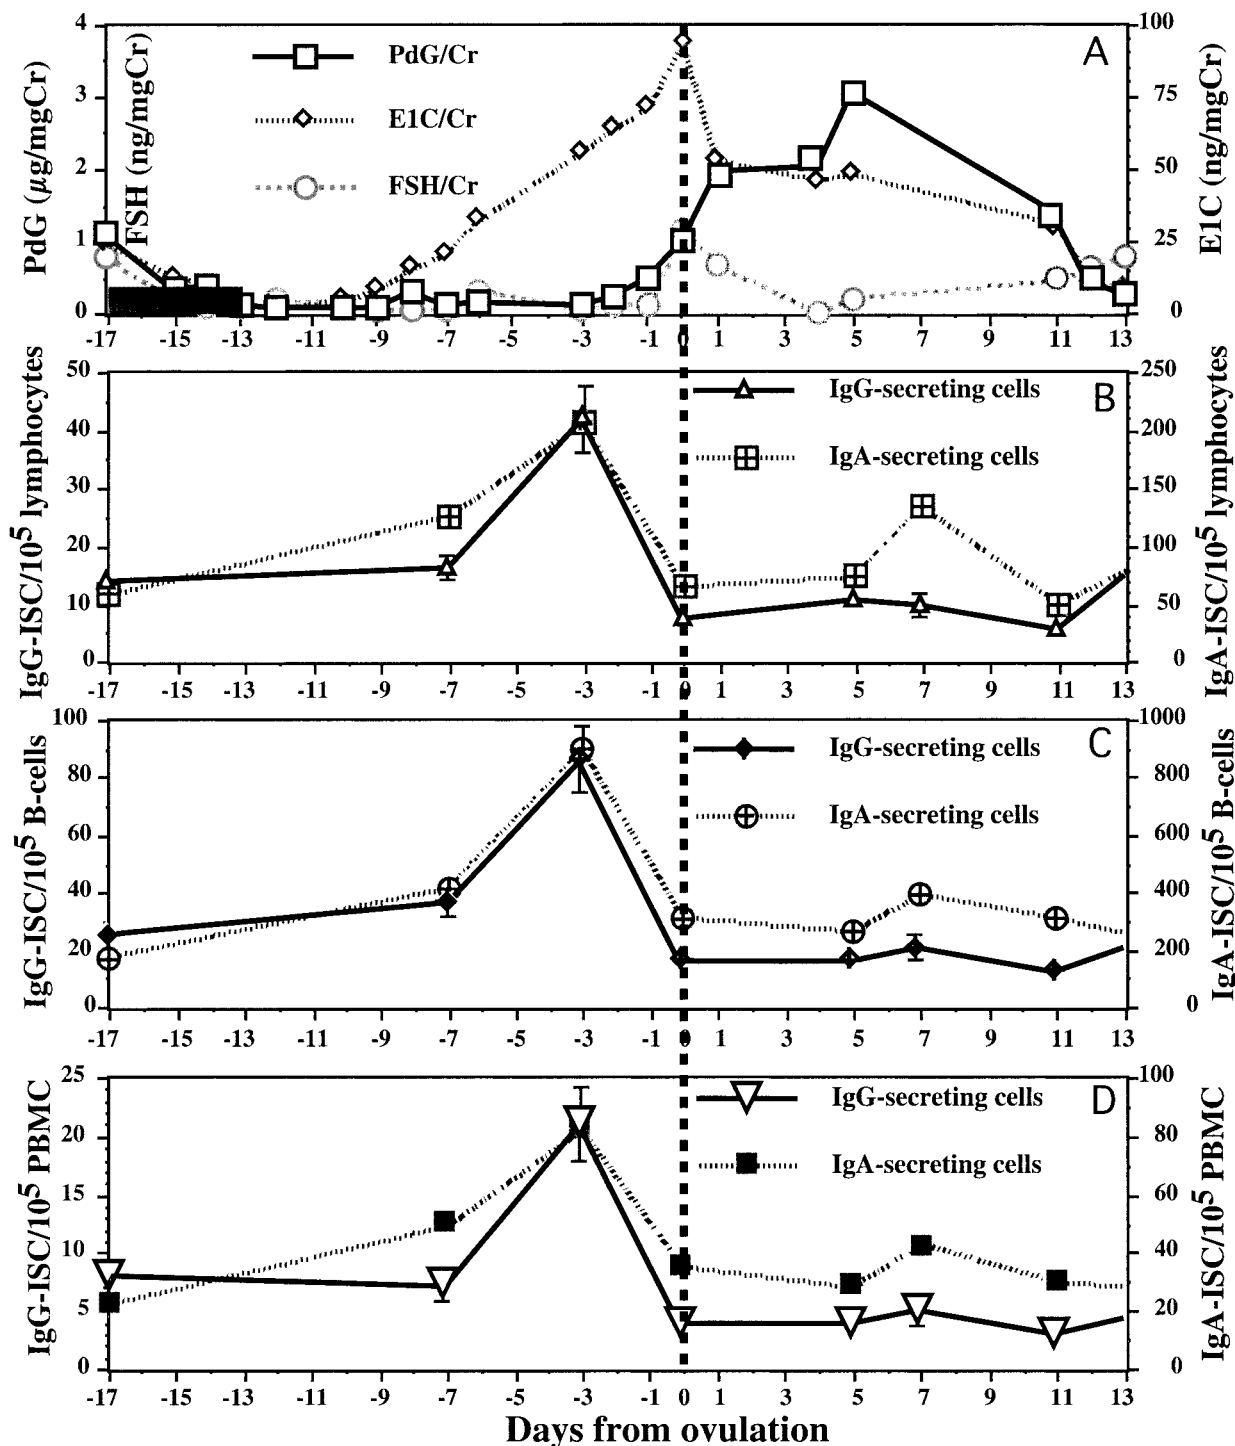 4
3
2
1
0
PdG (µg/mgCr)
FSH (ng/mgCr)
PdG/Cr
E1C/Cr
FSH/Cr
A
100
75
50
25
0
E1C (ng/mgCr)
-17 -15 -13 -11 -9 -7 -5 -3 -1 0 1 3 5 7 9 11 13
50
40
30
20
10
0
IgG-ISC/10⁵ lymphocytes
IgG-secreting cells
IgA-secreting cells
B
250
200
150
100
50
0
IgA-ISC/10⁵ lymphocytes
-17 -15 -13 -11 -9 -7 -5 -3 -1 0 1 3 5 7 9 11 13
100
80
60
40
20
0
IgG-ISC/10⁵ B-cells
IgG-secreting cells
IgA-secreting cells
C
1000
800
600
400
200
0
IgA-ISC/10⁵ B-cells
-17 -15 -13 -11 -9 -7 -5 -3 -1 0 1 3 5 7 9 11 13
25
20
15
10
5
0
IgG-ISC/10⁵ PBMC
IgG-secreting cells
IgA-secreting cells
D
100
80
60
40
20
0
IgA-ISC/10⁵ PBMC
-17 -15 -13 -11 -9 -7 -5 -3 -1 0 1 3 5 7 9 11 13
Days from ovulation